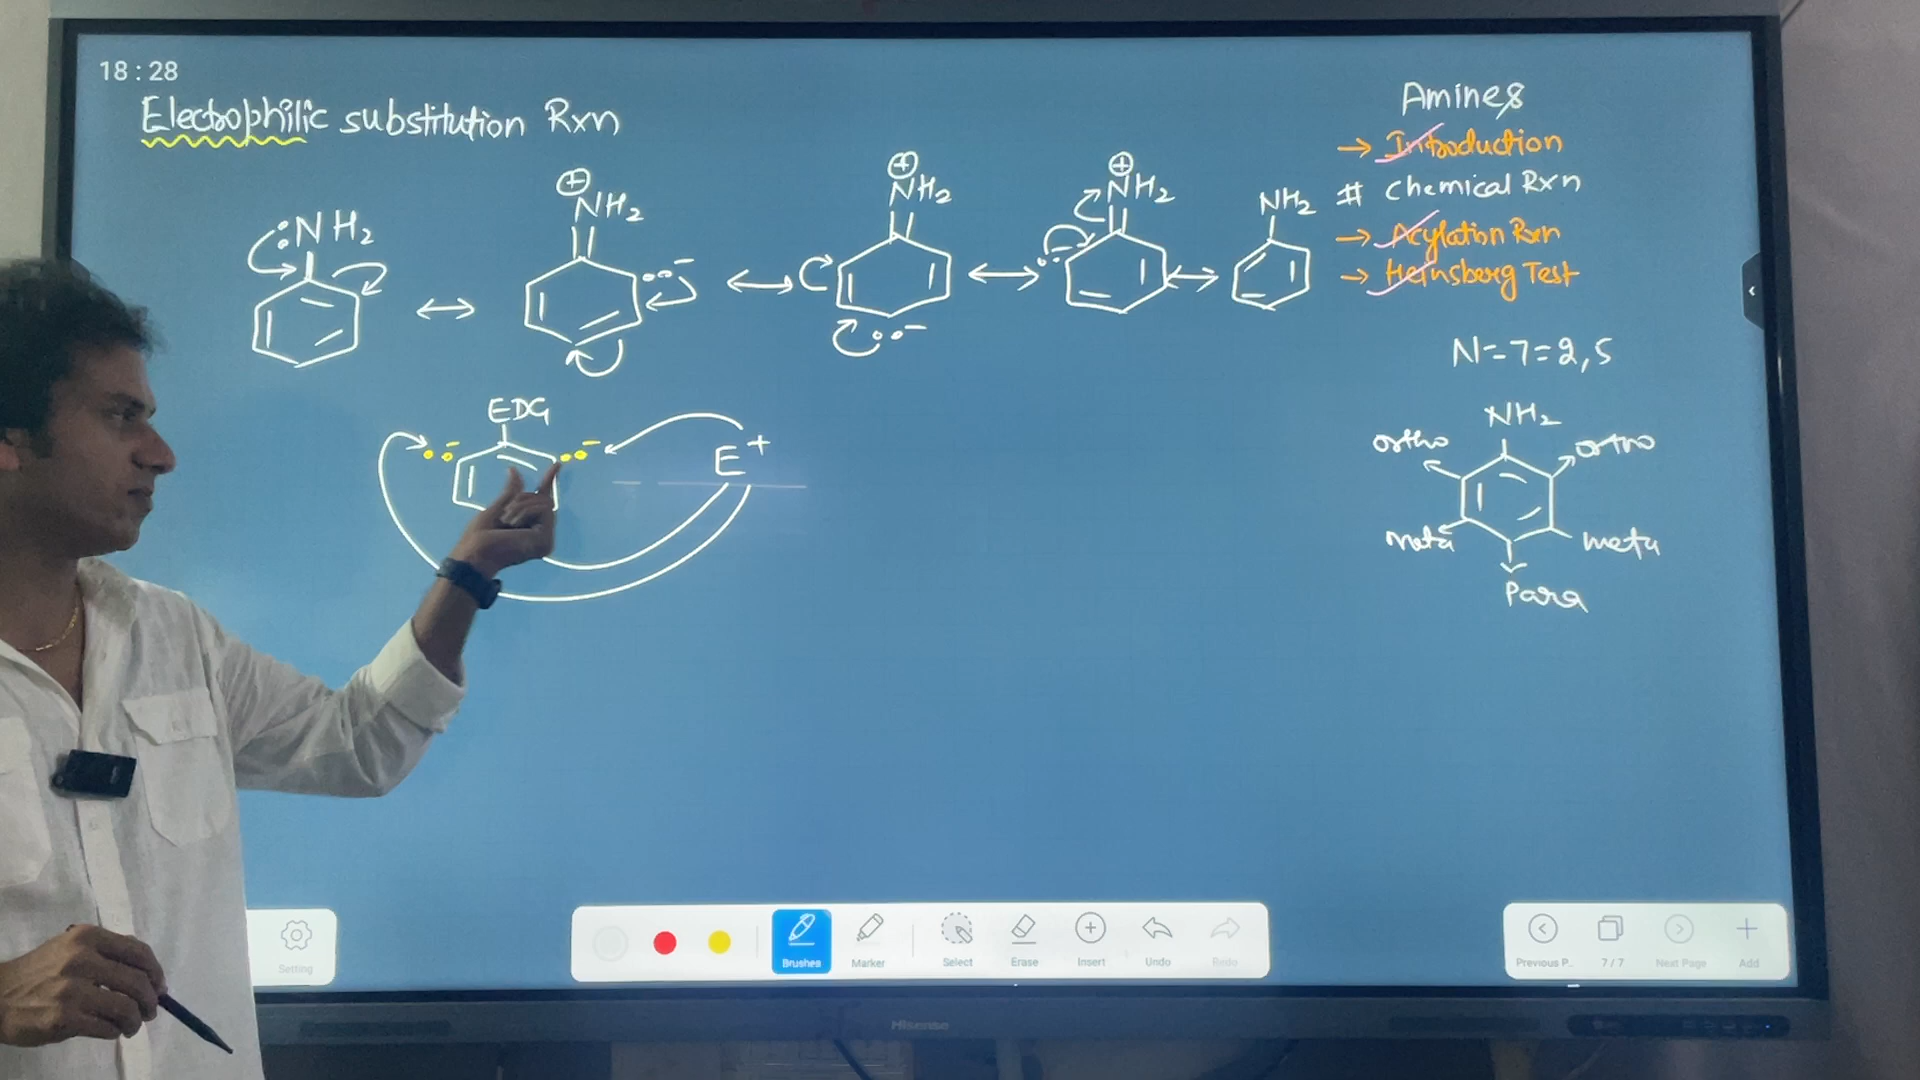 18:28
Electrophilic substitution Rxn
:NH2
⊕
NH2
⊕
NH2
⊕
NH2
NH2
EDG
E+
Amines
→ Introduction
# Chemical Rxn
→ Acylation Rxn
→ Heinsberg Test
N=7=2,5
NH2
ortho
ortho
meta
meta
Para
Setting
Brushes
Marker
Select
Erase
Insert
Undo
Redo
Previous P..
7/7
Next Page
Add
Hisense